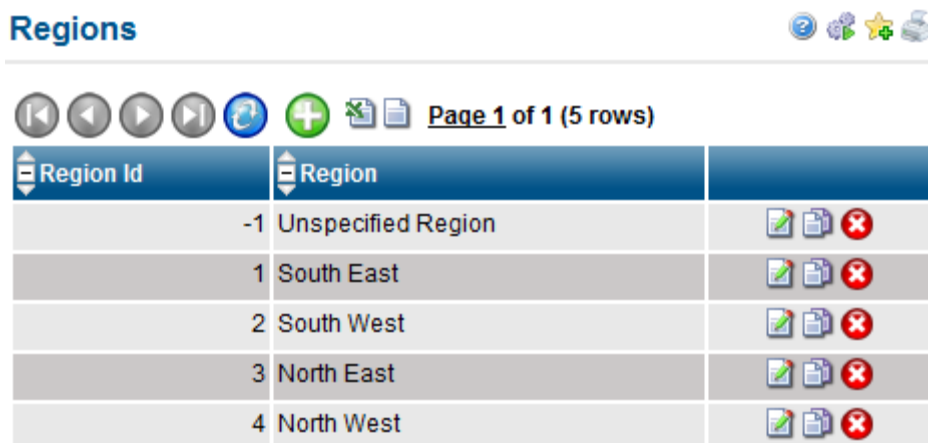 Regions
Page 1 of 1 (5 rows)
Region Id Region
-1 Unspecified Region
1 South East
2 South West
3 North East
4 North West